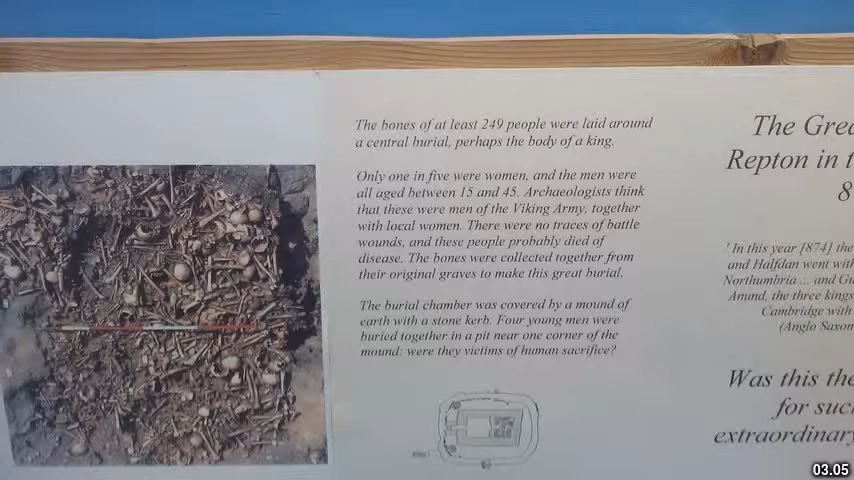 The bones of at least 249 people were laid around
a central burial, perhaps the body of a king.
Only one in five were women, and the men were
all aged between 15 and 45. Archaeologists think
that these were men of the Viking Army, together
with local women. There were no traces of battle
wounds, and these people probably died of
disease. The bones were collected together from
their original graves to make this great burial.
The burial chamber was covered by a mound of
earth with a stone kerb. Four young men were
buried together in a pit near one corner of the
mound: were they victims of human sacrifice?
The Grea
Repton in t
8
' In this year [874] the
and Halfdan went with
Northumbria ... and Gu
Anund, the three kings
Cambridge with
(Anglo Saxon
Was this the
for such
extraordinary
03.05